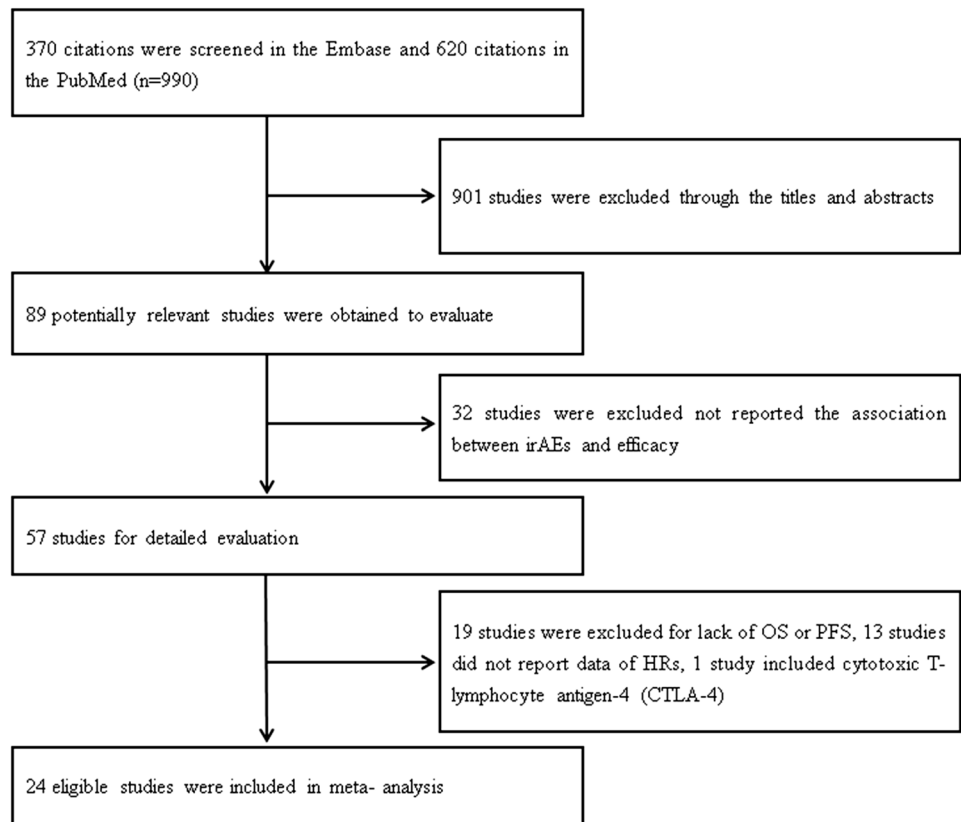 370 citations were screened in the Embase and 620 citations in
the PubMed (n=990)
901 studies were excluded through the titles and abstracts
89 potentially relevant studies were obtained to evaluate
32 studies were excluded not reported the association
between irAEs and efficacy
57 studies for detailed evaluation
19 studies were excluded for lack of OS or PFS, 13 studies
did not report data of HRs, 1 study included cytotoxic T-
lymphocyte antigen-4 (CTLA-4)
24 eligible studies were included in meta- analysis